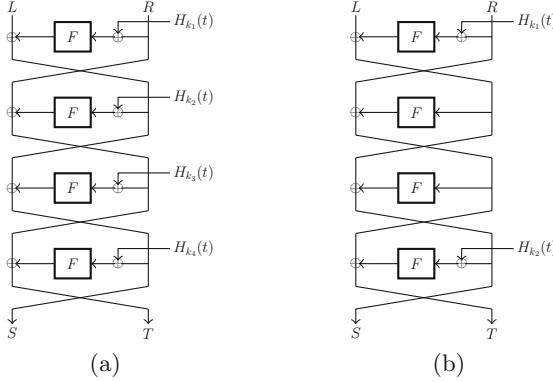 L R
H_{k_1}(t)
F
H_{k_2}(t)
F
H_{k_3}(t)
F
H_{k_4}(t)
F
S T
(a)
L R
H_{k_1}(t)
F
F
F
H_{k_2}(t)
F
S T
(b)